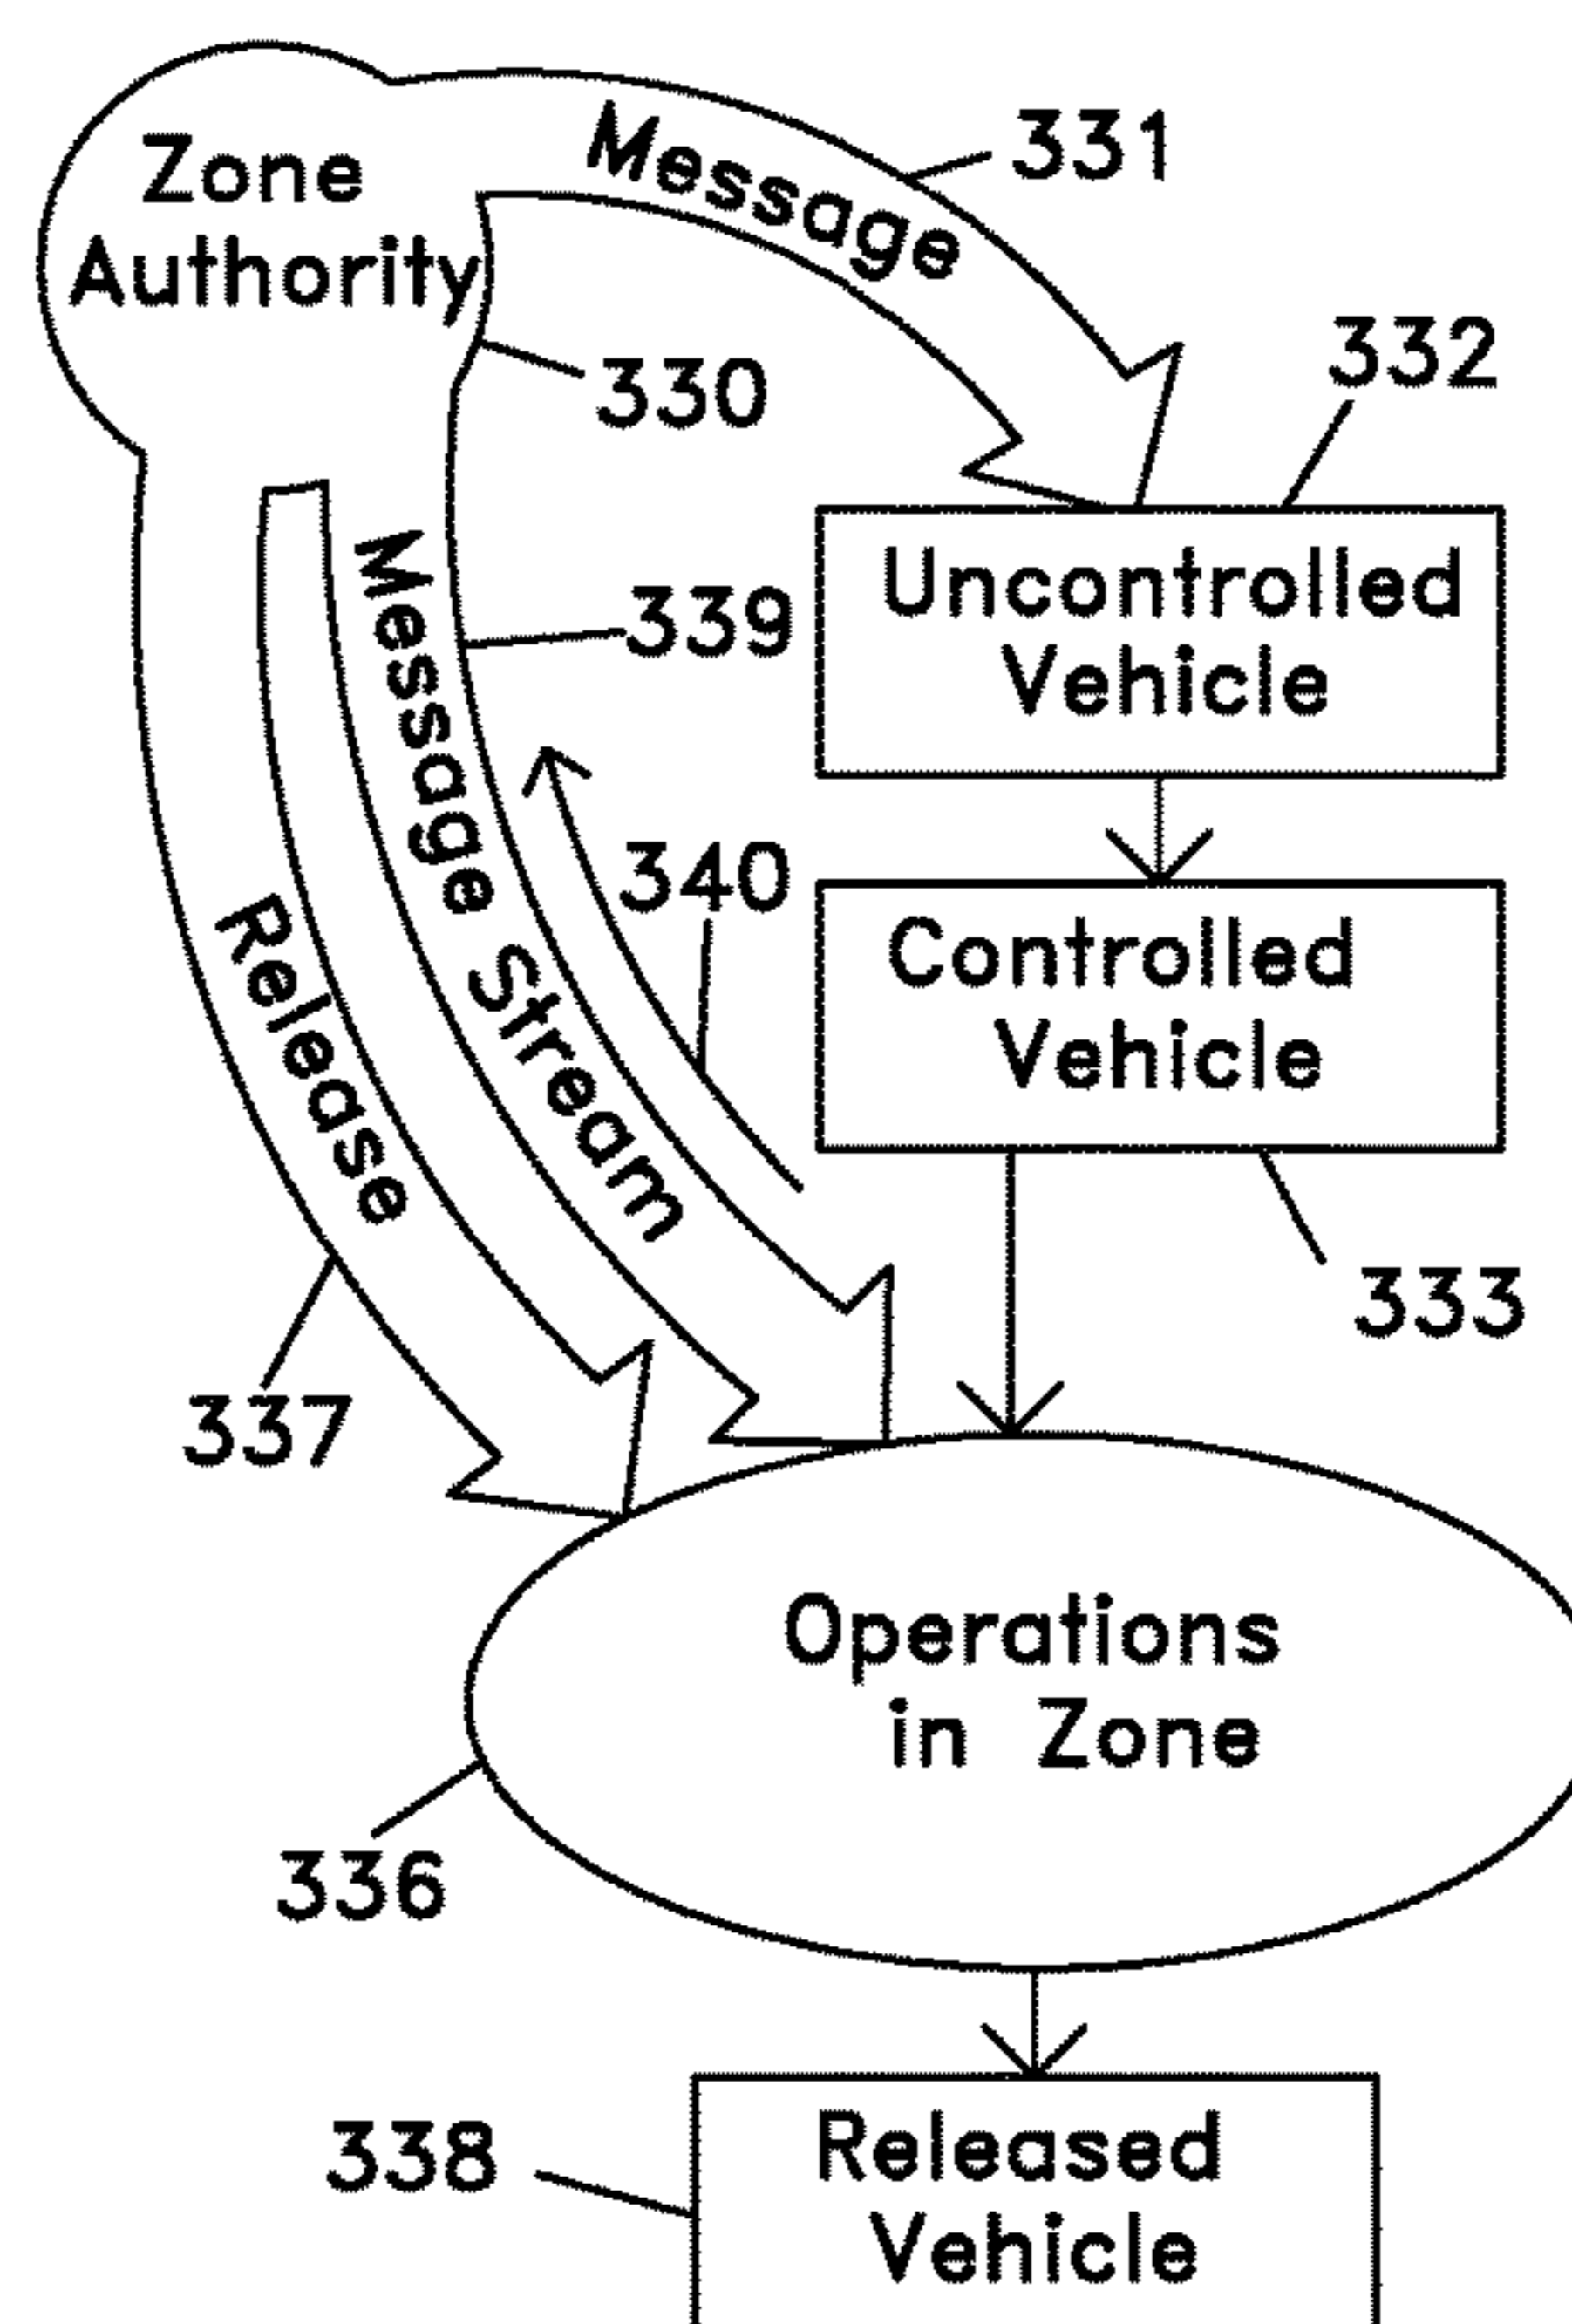 Zone
Authority
Message
331
330
332
Uncontrolled
Vehicle
339
Message Stream
340
Controlled
Vehicle
Release
333
337
Operations
in Zone
336
338
Released
Vehicle